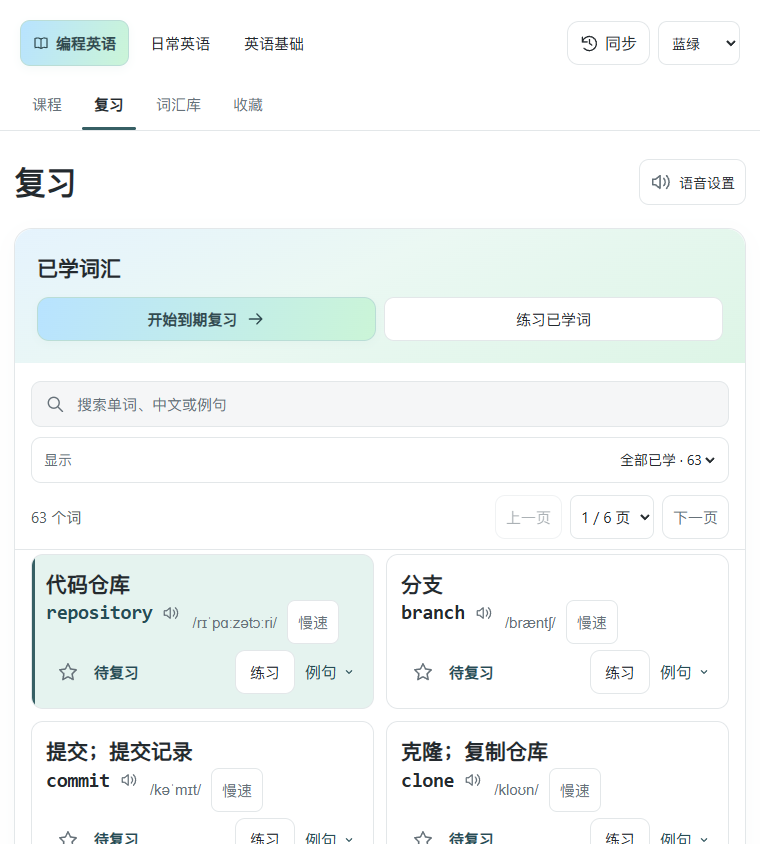 编程英语 日常英语 英语基础 同步 蓝绿
课程 复习 词汇库 收藏
复习 语音设置
已学词汇
开始到期复习 → 练习已学词
搜索单词、中文或例句
显示 全部已学 · 63
63 个词 上一页 1 / 6 页 下一页
代码仓库
repository /rɪˈpɑːzətɔːri/ 慢速
待复习 练习 例句
分支
branch /bræntʃ/ 慢速
待复习 练习 例句
提交；提交记录
commit /kəˈmɪt/ 慢速
待复习 练习 例句
克隆；复制仓库
clone /kloʊn/ 慢速
待复习 练习 例句